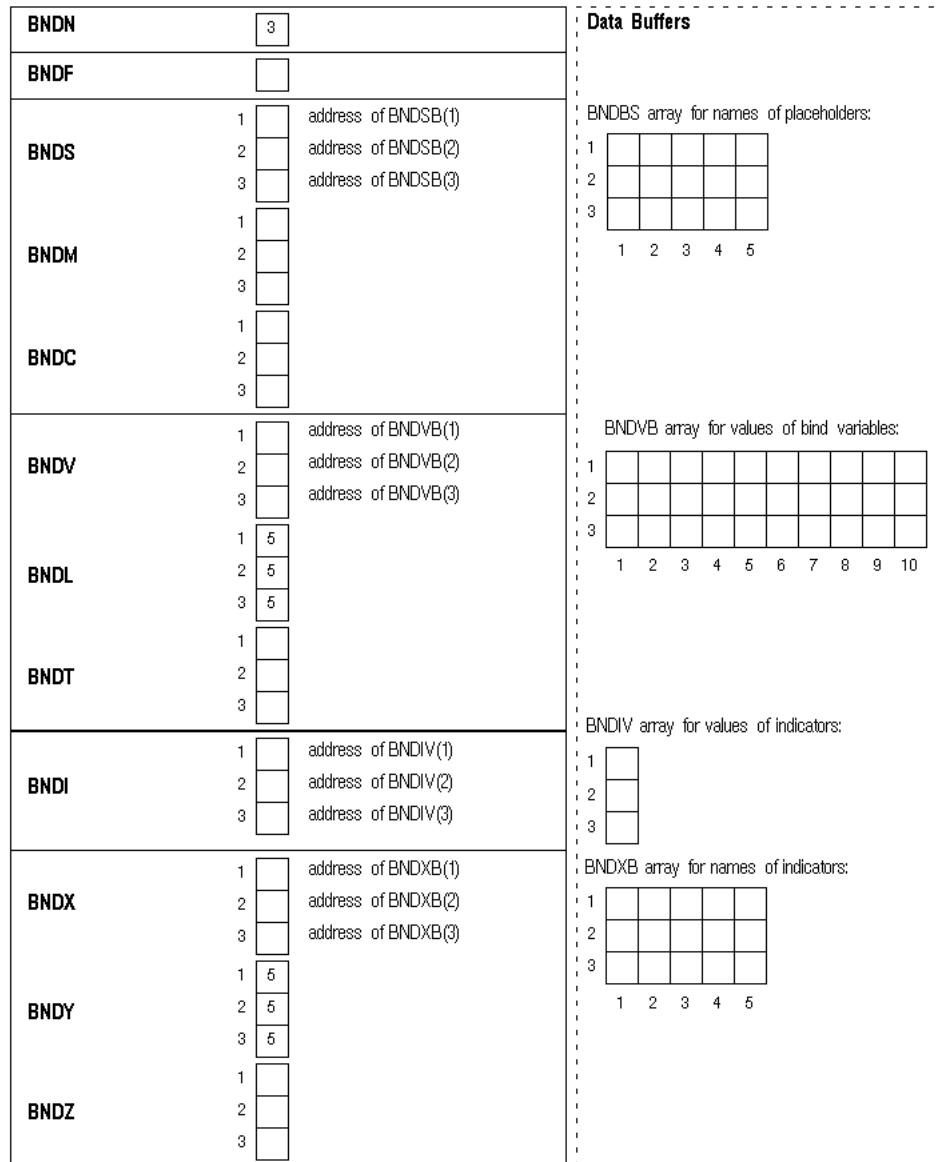 BNDN
3
BNDF
BNDS
1 address of BNDSB(1)
2 address of BNDSB(2)
3 address of BNDSB(3)
BNDM
1
2
3
BNDC
1
2
3
BNDV
1 address of BNDVB(1)
2 address of BNDVB(2)
3 address of BNDVB(3)
BNDL
1 5
2 5
3 5
BNDT
1
2
3
BNDI
1 address of BNDIV(1)
2 address of BNDIV(2)
3 address of BNDIV(3)
BNDX
1 address of BNDXB(1)
2 address of BNDXB(2)
3 address of BNDXB(3)
BNDY
1 5
2 5
3 5
BNDZ
1
2
3
Data Buffers
BNDBS array for names of placeholders:
1
2
3
1 2 3 4 5
BNDVB array for values of bind variables:
1
2
3
1 2 3 4 5 6 7 8 9 10
BNDIV array for values of indicators:
1
2
3
BNDXB array for names of indicators:
1
2
3
1 2 3 4 5